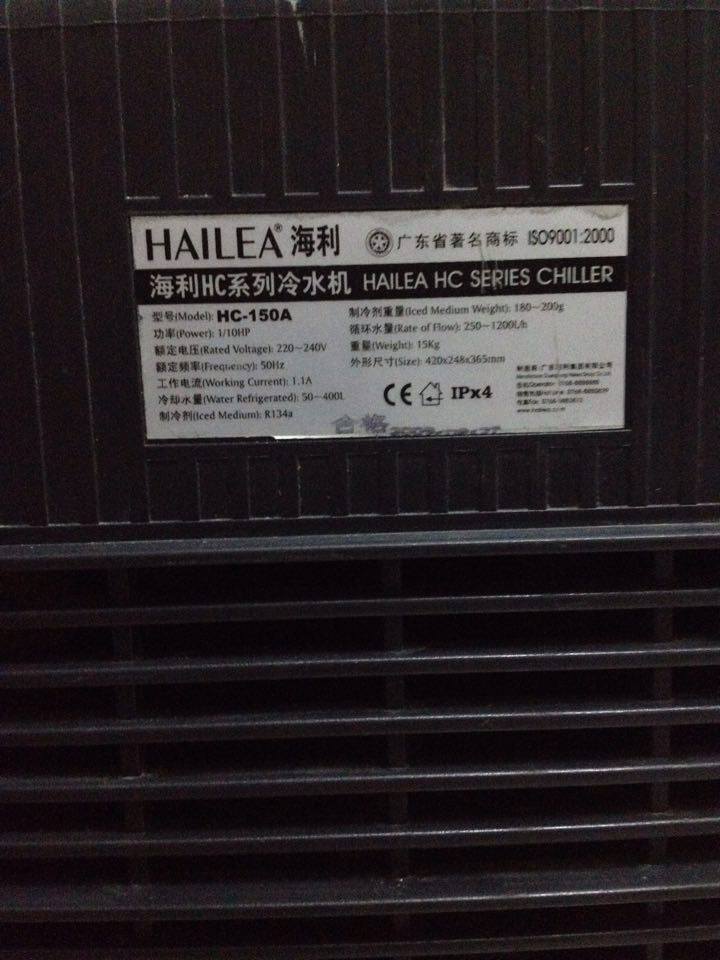 HAILEA® 海利 广东省著名商标 ISO9001:2000
海利HC系列冷水机 HAILEA HC SERIES CHILLER
型号(Model): HC-150A
功率(Power): 1/10HP
额定电压(Rated Voltage): 220~240V
额定频率(Frequency): 50Hz
工作电流(Working Current): 1.1A
冷却水量(Water Refrigerated): 50~400L
制冷剂(Iced Medium): R134a
制冷剂重量(Iced Medium Weight): 180~200g
循环水量(Rate of Flow): 250~1200L/h
重量(Weight): 15Kg
外形尺寸(Size): 420x248x365mm
CE IPx4
www.hailea.com
合格